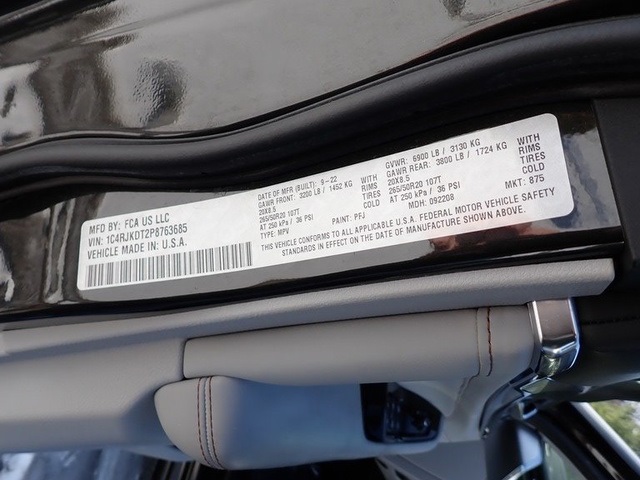 MFD BY: FCA US LLC
VIN: 1C4RJKDT2P8763685
VEHICLE MADE IN U.S.A.
DATE OF MFR (BUILT): 9-22
GAWR FRONT: 3200 LB / 1452 KG
20X8.5
265/50R20 107T
AT 250 kPa / 36 PSI
TYPE: MPV
WITH
RIMS
TIRES
COLD
PAINT: PFJ
GVWR: 6900 LB / 3130 KG
GAWR REAR: 3800 LB / 1724 KG
20X8.5
265/50R20 107T
AT 250 kPa / 36 PSI
WITH
RIMS
TIRES
COLD
MDH: 092208
MKT: 875
THIS VEHICLE CONFORMS TO ALL APPLICABLE U.S.A. FEDERAL MOTOR VEHICLE SAFETY
STANDARDS IN EFFECT ON THE DATE OF MANUFACTURE SHOWN ABOVE.